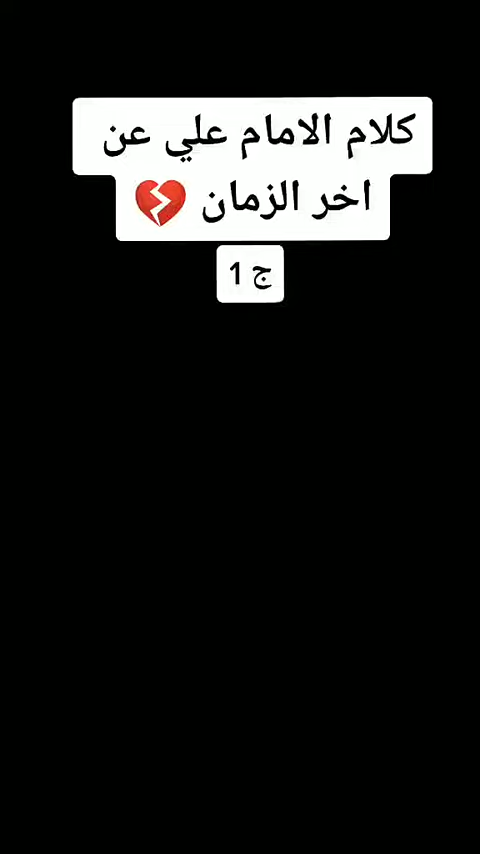 كلام الامام علي عن
اخر الزمان 💔
ج 1